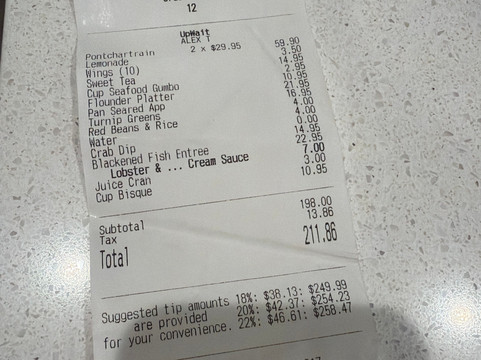 12
UpWait
ALEX T
Pontchartrain 2 x $29.95 59.90
Lemonade 3.50
Wings (10) 14.95
Sweet Tea 2.95
Cup Seafood Gumbo 10.95
Flounder Platter 21.95
Pan Seared App 16.95
Turnip Greens 4.00
Red Beans & Rice 4.00
Water 0.00
Crab Dip 14.95
Blackened Fish Entree 22.95
Lobster & ... Cream Sauce 7.00
Juice Cran 3.00
Cup Bisque 10.95
Subtotal 198.00
Tax 13.86
Total 211.86
Suggested tip amounts 18%: $38.13: $249.99
are provided 20%: $42.37: $254.23
for your convenience. 22%: $46.61: $258.47